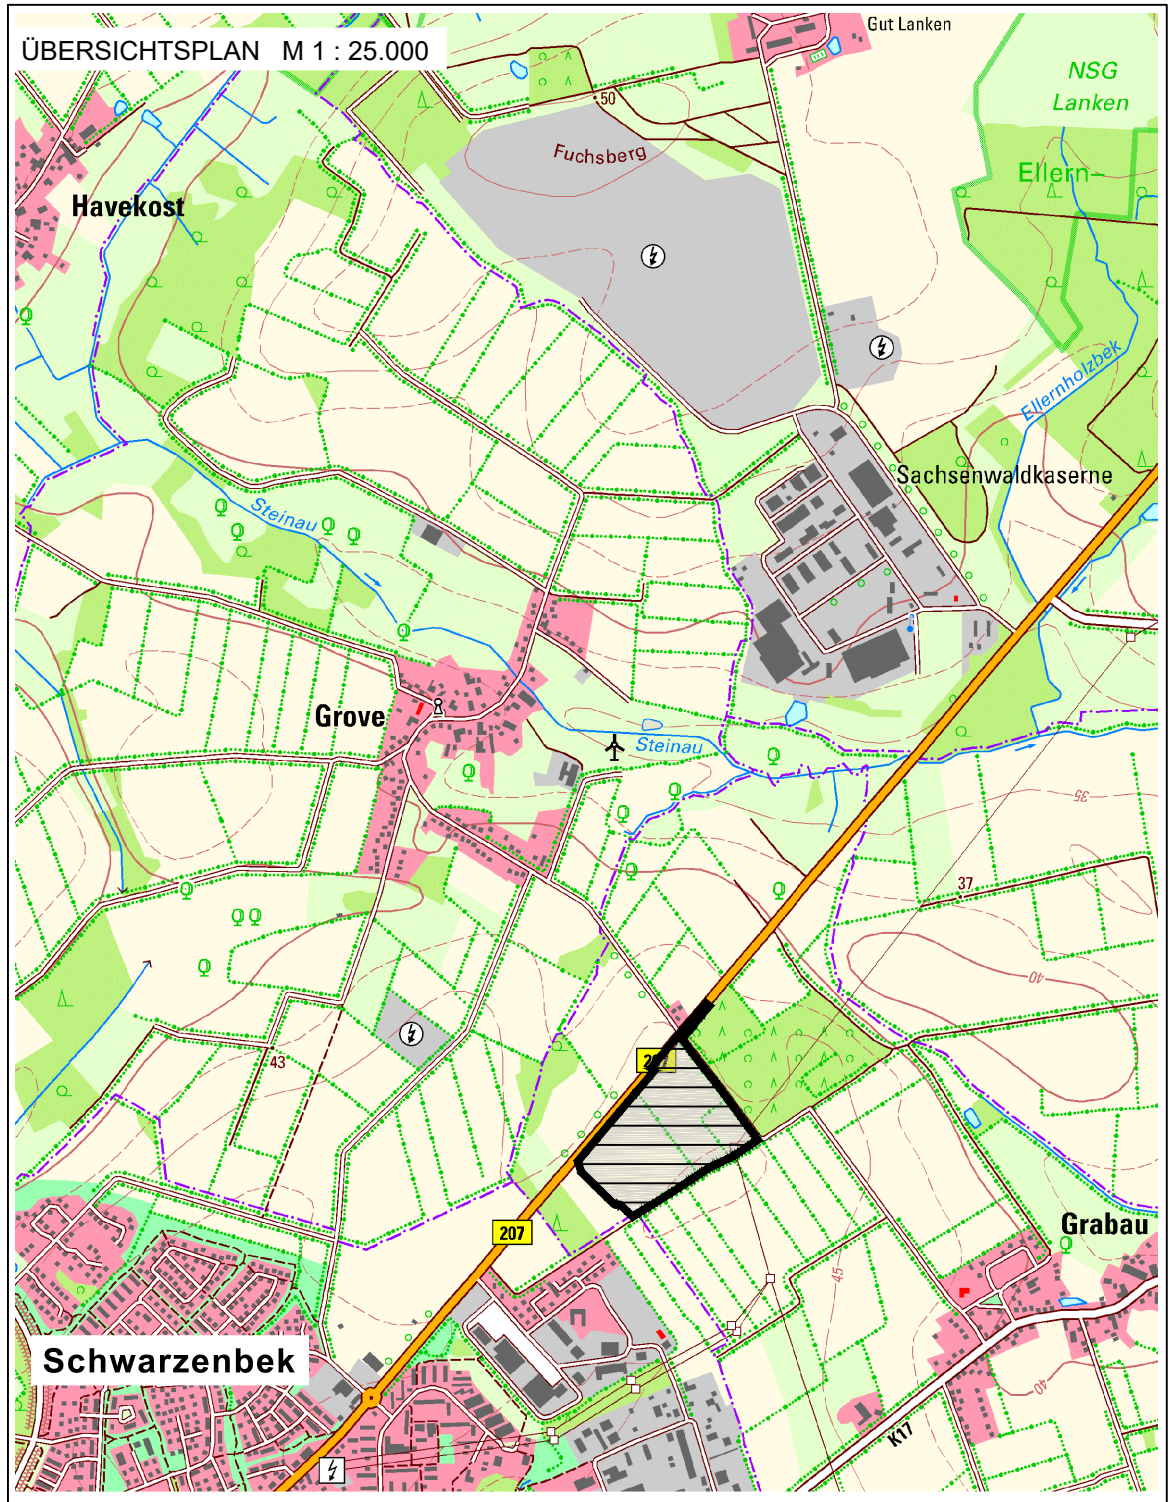 ÜBERSICHTSPLAN M 1 : 25.000
Gut Lanken
NSG
Lanken
50
Fuchsberg
Ellern–
Havekost
Ellernholzbek
Sachsenwaldkaserne
Steinau
Grove
Steinau
35
37
40
43
207
Grabau
45
Schwarzenbek
40
K17